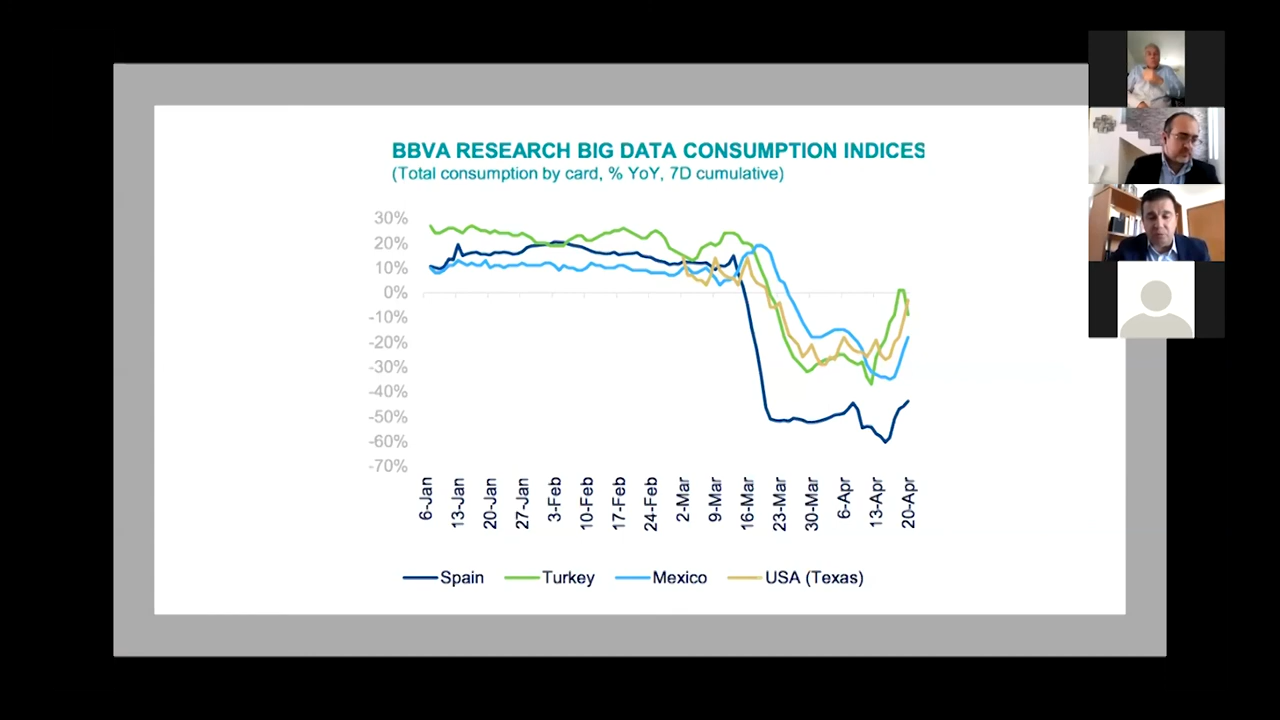 BBVA RESEARCH BIG DATA CONSUMPTION INDICES
(Total consumption by card, % YoY, 7D cumulative)
30%
20%
10%
0%
-10%
-20%
-30%
-40%
-50%
-60%
-70%
6-Jan
13-Jan
20-Jan
27-Jan
3-Feb
10-Feb
17-Feb
24-Feb
2-Mar
9-Mar
16-Mar
23-Mar
30-Mar
6-Apr
13-Apr
20-Apr
Spain Turkey Mexico USA (Texas)